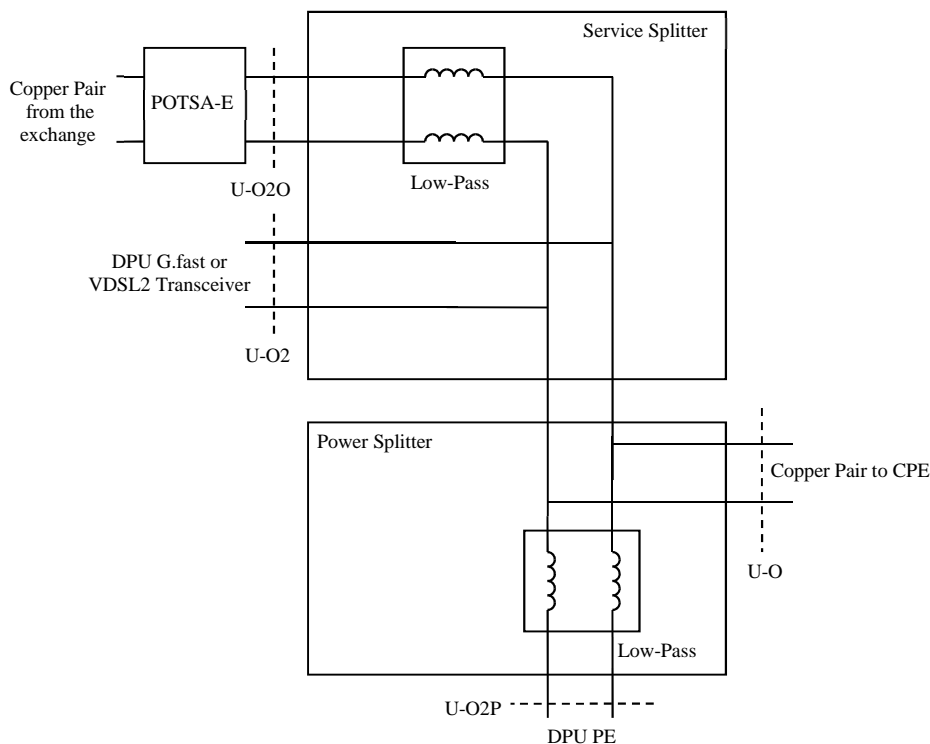 Service Splitter
Copper Pair
from the
exchange
POTSA-E
Low-Pass
U-O2O
DPU G.fast or
VDSL2 Transceiver
U-O2
Power Splitter
Copper Pair to CPE
U-O
Low-Pass
U-O2P
DPU PE